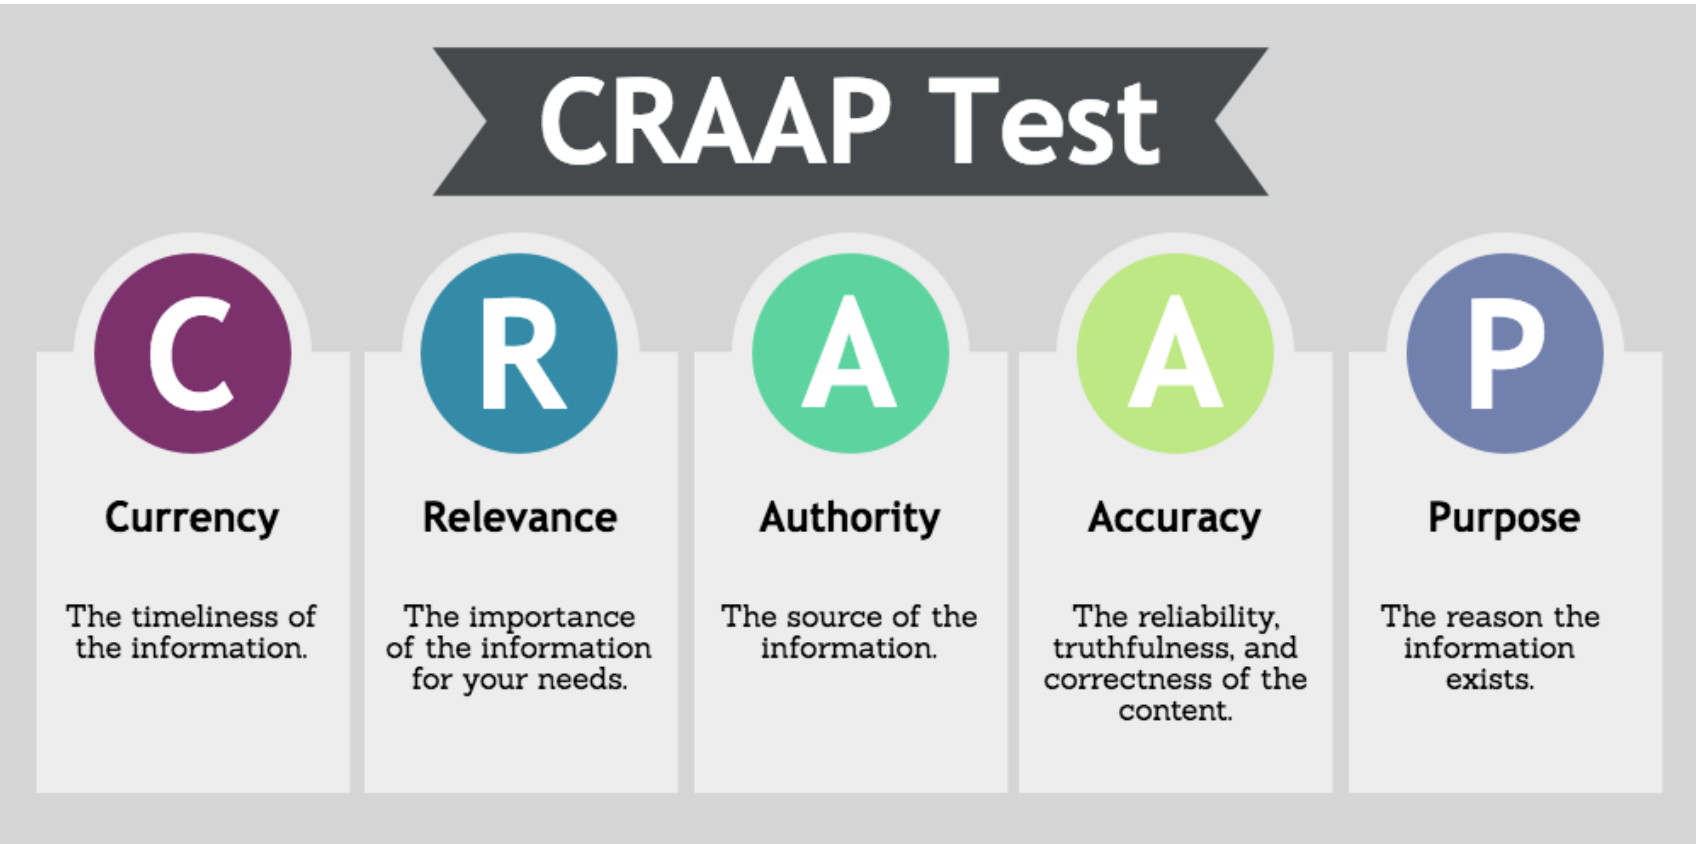 CRAAP Test
C
Currency
The timeliness of
the information.
R
Relevance
The importance
of the information
for your needs.
A
Authority
The source of the
information.
A
Accuracy
The reliability,
truthfulness, and
correctness of the
content.
P
Purpose
The reason the
information
exists.